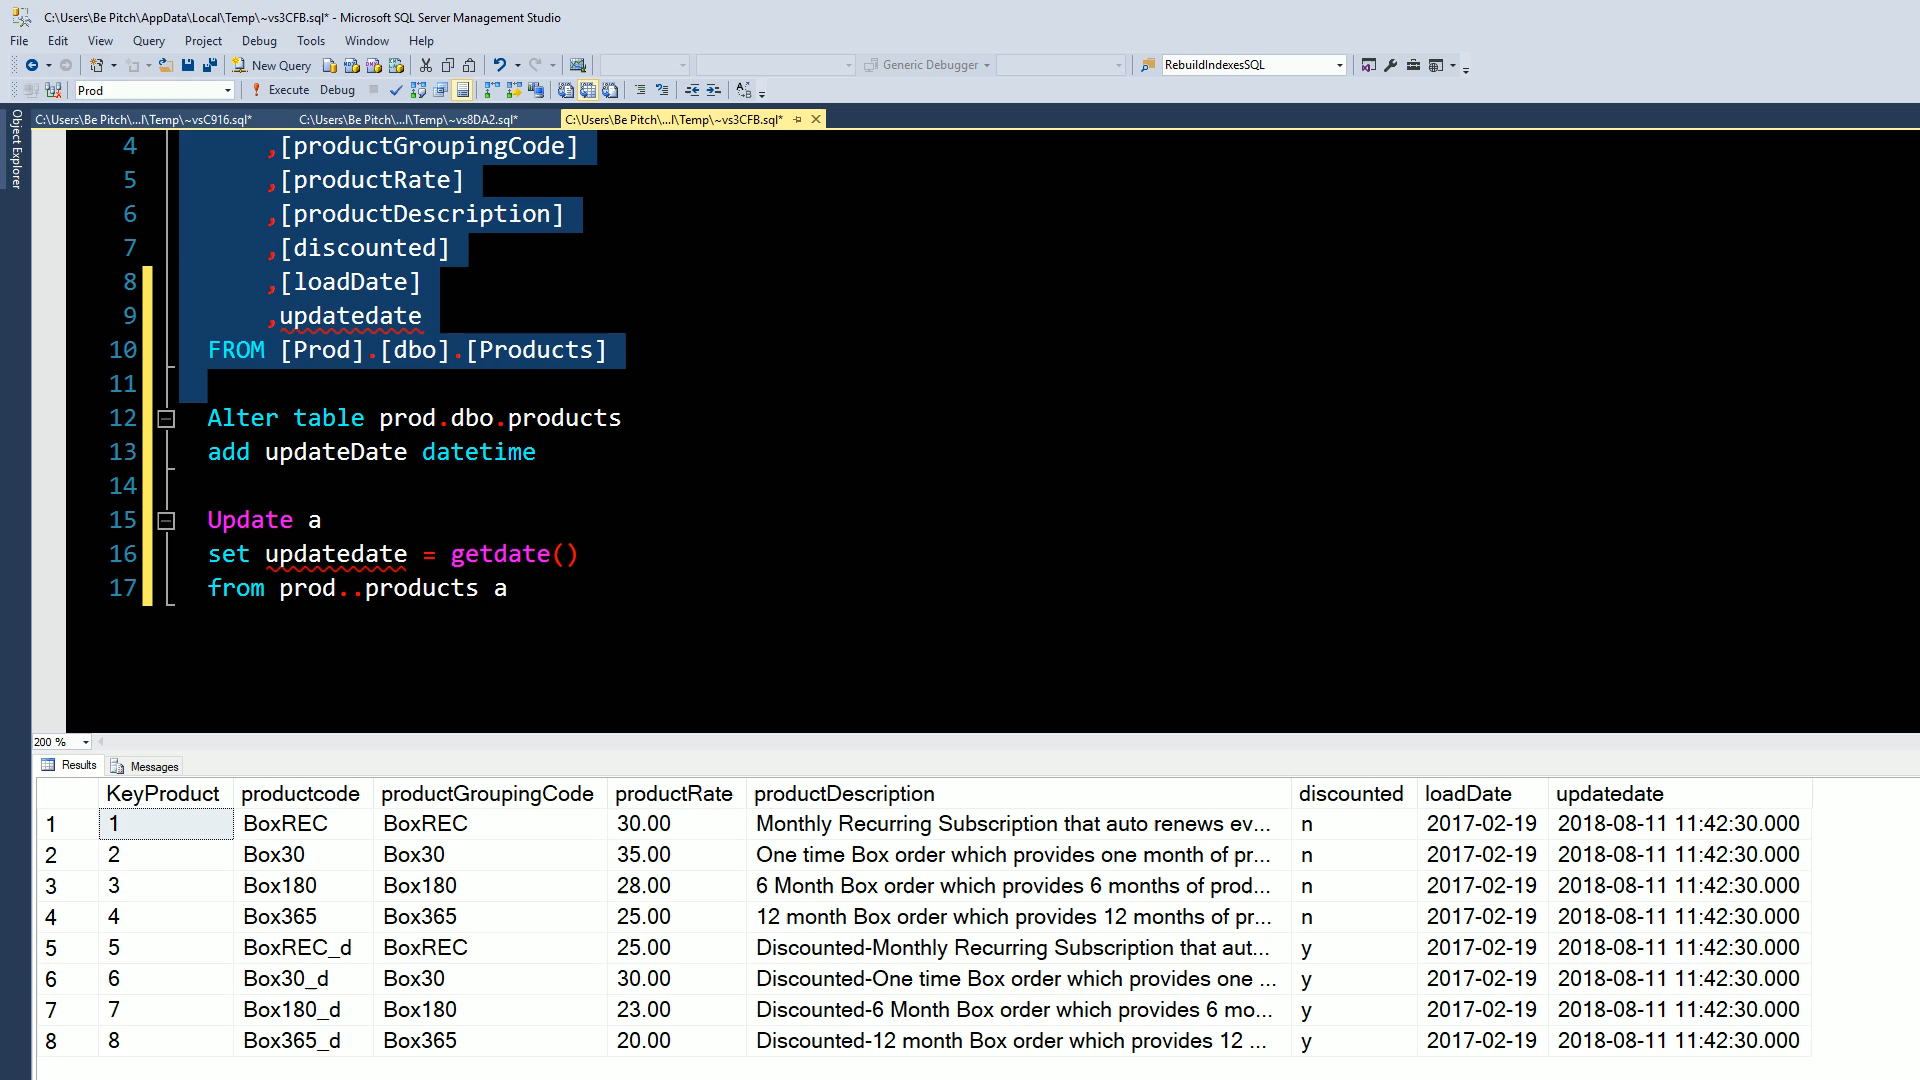 C:\Users\Be Pitch\AppData\Local\Temp\~vs3CFB.sql* - Microsoft SQL Server Management Studio
File Edit View Query Project Debug Tools Window Help
New Query Generic Debugger RebuildIndexesSQL
Prod Execute Debug
C:\Users\Be Pitch\...l\Temp\~vsC916.sql* C:\Users\Be Pitch\...l\Temp\~vs8DA2.sql* C:\Users\Be Pitch\...l\Temp\~vs3CFB.sql*
Object Explorer
4 ,[productGroupingCode]
5 ,[productRate]
6 ,[productDescription]
7 ,[discounted]
8 ,[loadDate]
9 ,updatedate
10 FROM [Prod].[dbo].[Products]
11
12 Alter table prod.dbo.products
13 add updateDate datetime
14
15 Update a
16 set updatedate = getdate()
17 from prod..products a
200 %
Results Messages
KeyProduct productcode productGroupingCode productRate productDescription discounted loadDate updatedate
1 1 BoxREC BoxREC 30.00 Monthly Recurring Subscription that auto renews ev... n 2017-02-19 2018-08-11 11:42:30.000
2 2 Box30 Box30 35.00 One time Box order which provides one month of pr... n 2017-02-19 2018-08-11 11:42:30.000
3 3 Box180 Box180 28.00 6 Month Box order which provides 6 months of prod... n 2017-02-19 2018-08-11 11:42:30.000
4 4 Box365 Box365 25.00 12 month Box order which provides 12 months of pr... n 2017-02-19 2018-08-11 11:42:30.000
5 5 BoxREC_d BoxREC 25.00 Discounted-Monthly Recurring Subscription that aut... y 2017-02-19 2018-08-11 11:42:30.000
6 6 Box30_d Box30 30.00 Discounted-One time Box order which provides one ... y 2017-02-19 2018-08-11 11:42:30.000
7 7 Box180_d Box180 23.00 Discounted-6 Month Box order which provides 6 mo... y 2017-02-19 2018-08-11 11:42:30.000
8 8 Box365_d Box365 20.00 Discounted-12 month Box order which provides 12 ... y 2017-02-19 2018-08-11 11:42:30.000